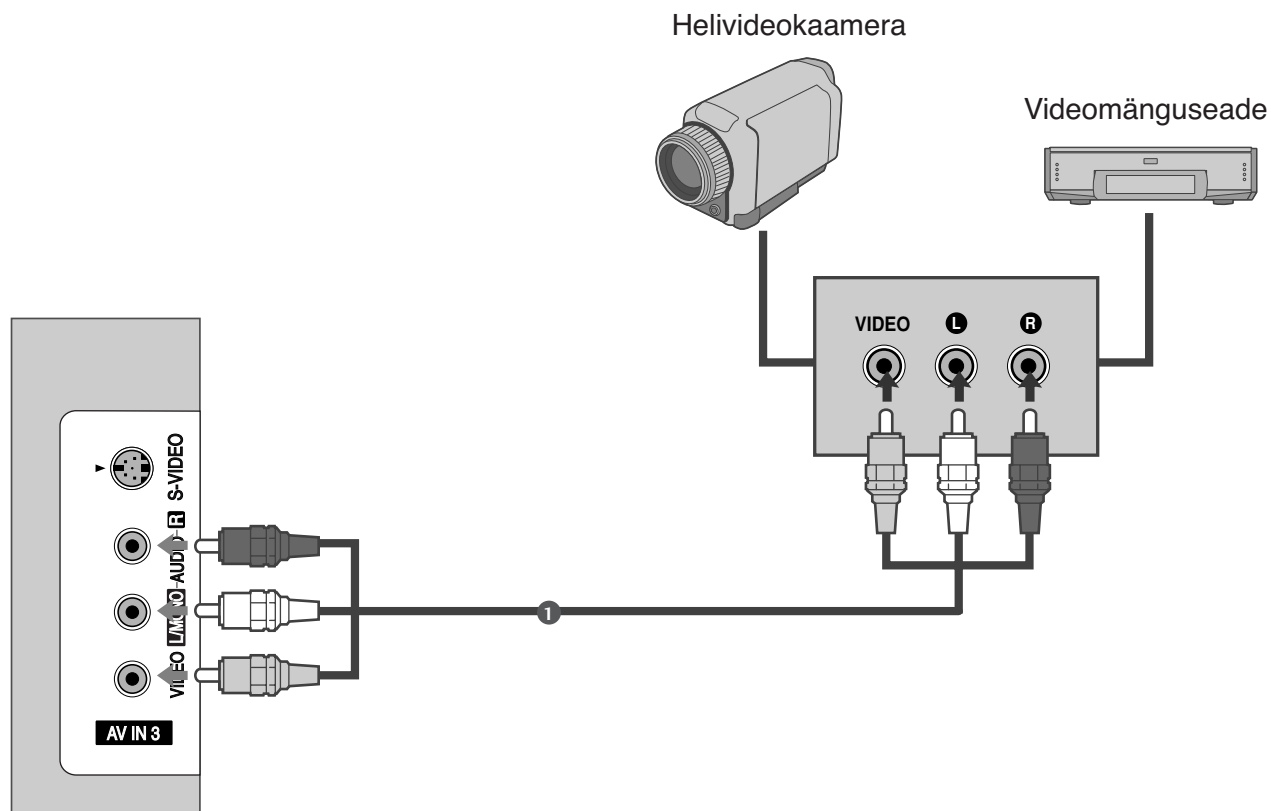 Helivideokaamera
Videomänguseade
VIDEO L R
S-VIDEO
VIDEO L/MONO AUDIO R
1
AV IN 3